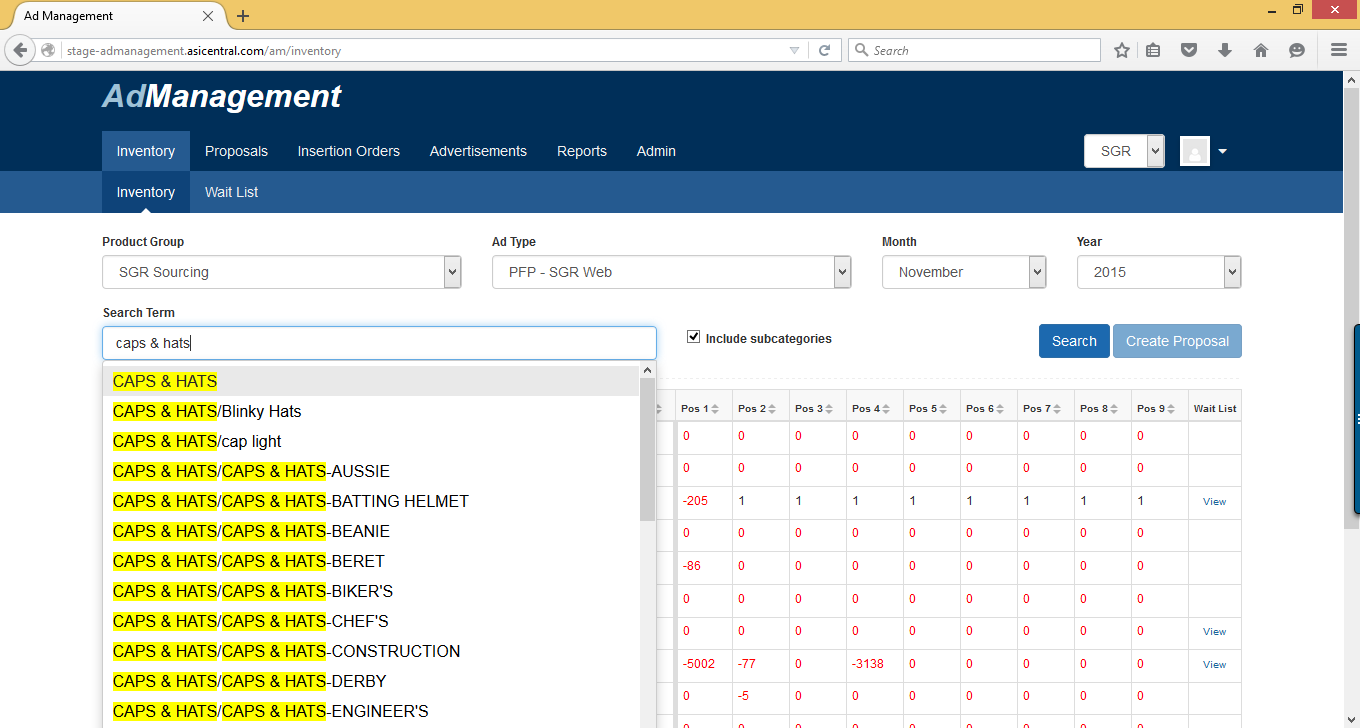 Ad Management
stage-admanagement.asicentral.com/am/inventory
Search
AdManagement
Inventory Proposals Insertion Orders Advertisements Reports Admin SGR
Inventory Wait List
Product Group Ad Type Month Year
SGR Sourcing PFP - SGR Web November 2015
Search Term
caps & hats Include subcategories Search Create Proposal
CAPS & HATS
Pos 1 Pos 2 Pos 3 Pos 4 Pos 5 Pos 6 Pos 7 Pos 8 Pos 9 Wait List
CAPS & HATS/Blinky Hats
0 0 0 0 0 0 0 0 0
CAPS & HATS/cap light
CAPS & HATS/CAPS & HATS-AUSSIE
0 0 0 0 0 0 0 0 0
CAPS & HATS/CAPS & HATS-BATTING HELMET
-205 1 1 1 1 1 1 1 1 View
CAPS & HATS/CAPS & HATS-BEANIE
0 0 0 0 0 0 0 0 0
CAPS & HATS/CAPS & HATS-BERET
-86 0 0 0 0 0 0 0 0
CAPS & HATS/CAPS & HATS-BIKER'S
0 0 0 0 0 0 0 0 0
CAPS & HATS/CAPS & HATS-CHEF'S
0 0 0 0 0 0 0 0 0 View
CAPS & HATS/CAPS & HATS-CONSTRUCTION
-5002 -77 0 -3138 0 0 0 0 0 View
CAPS & HATS/CAPS & HATS-DERBY
0 -5 0 0 0 0 0 0 0
CAPS & HATS/CAPS & HATS-ENGINEER'S